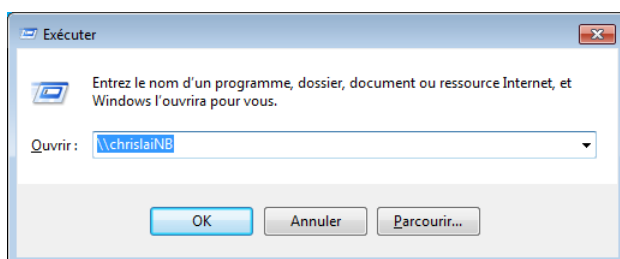 Exécuter
Entrez le nom d'un programme, dossier, document ou ressource Internet, et
Windows l'ouvrira pour vous.
Ouvrir : \\chrislaiNB
OK Annuler Parcourir...